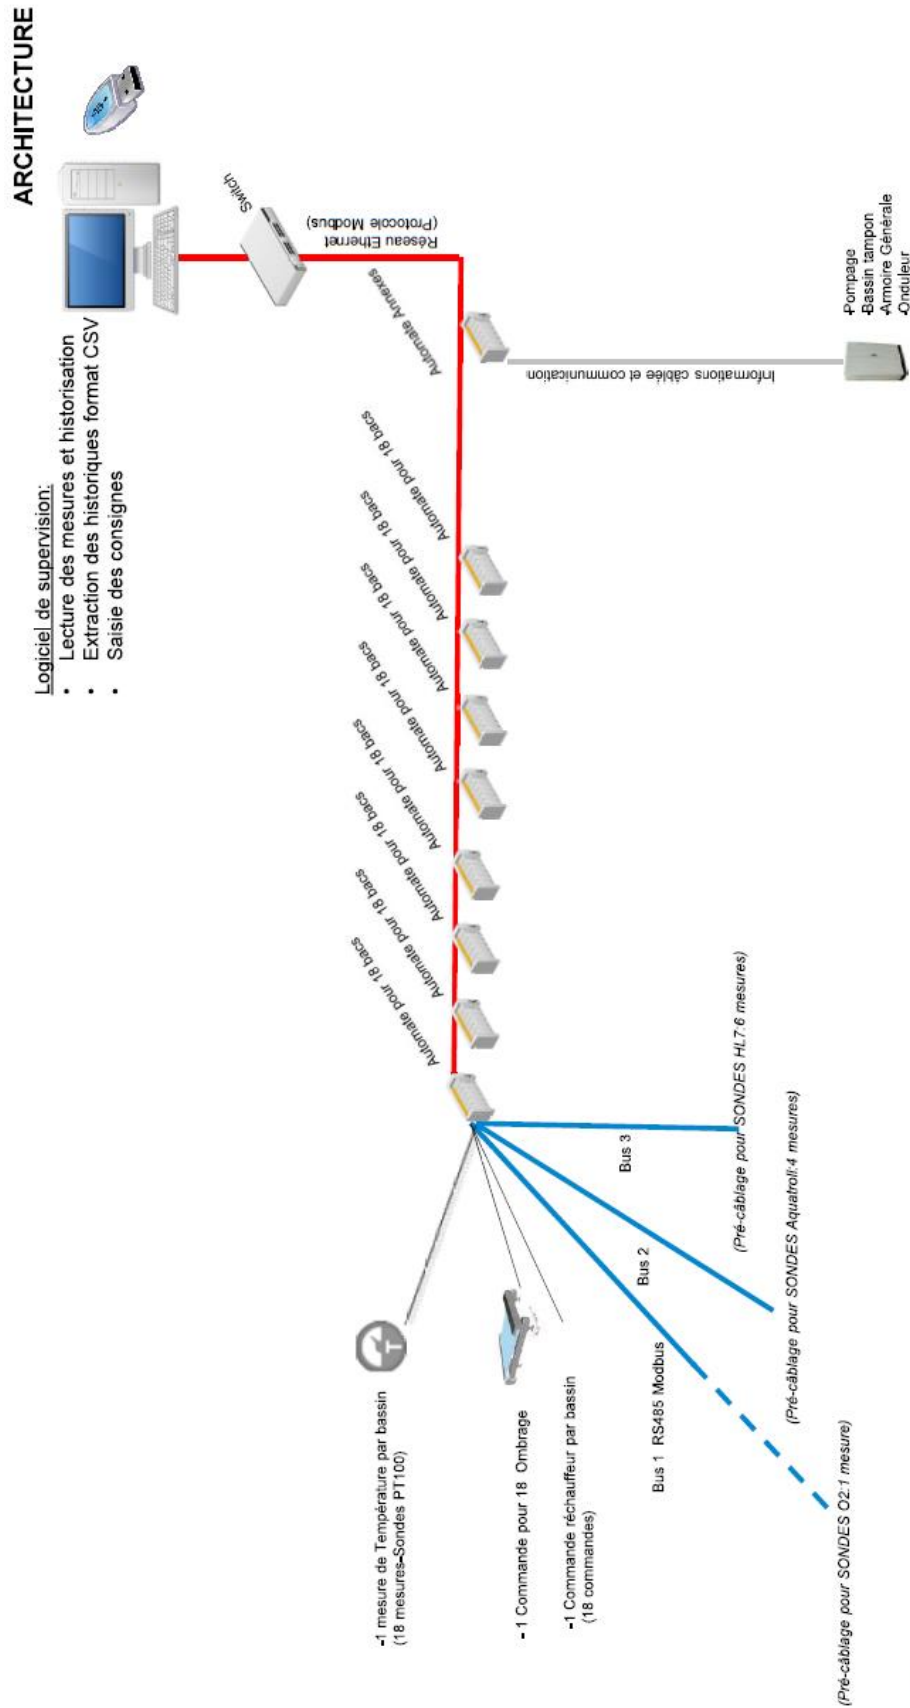 ARCHITECTURE
Logiciel de supervision:
• Lecture des mesures et historisation
• Extraction des historiques format CSV
• Saisie des consignes
Switch
Réseau Ethernet
(Protocole Modbus)
Automate Annexes
Automate pour 18 bacs
Automate pour 18 bacs
Automate pour 18 bacs
Automate pour 18 bacs
Automate pour 18 bacs
Automate pour 18 bacs
Automate pour 18 bacs
Automate pour 18 bacs
Informations câblée et communication
-Pompage
-Bassin tampon
-Armoire Générale
-Onduleur
-1 mesure de Température par bassin
(18 mesures-Sondes PT100)
-1 Commande pour 18 Ombrage
-1 Commande réchauffeur par bassin
(18 commandes)
Bus 1 RS485 Modbus
Bus 2
Bus 3
(Pré-câblage pour SONDES O2:1 mesure)
(Pré-câblage pour SONDES Aquatroll:4 mesures)
(Pré-câblage pour SONDES HL7:6 mesures)